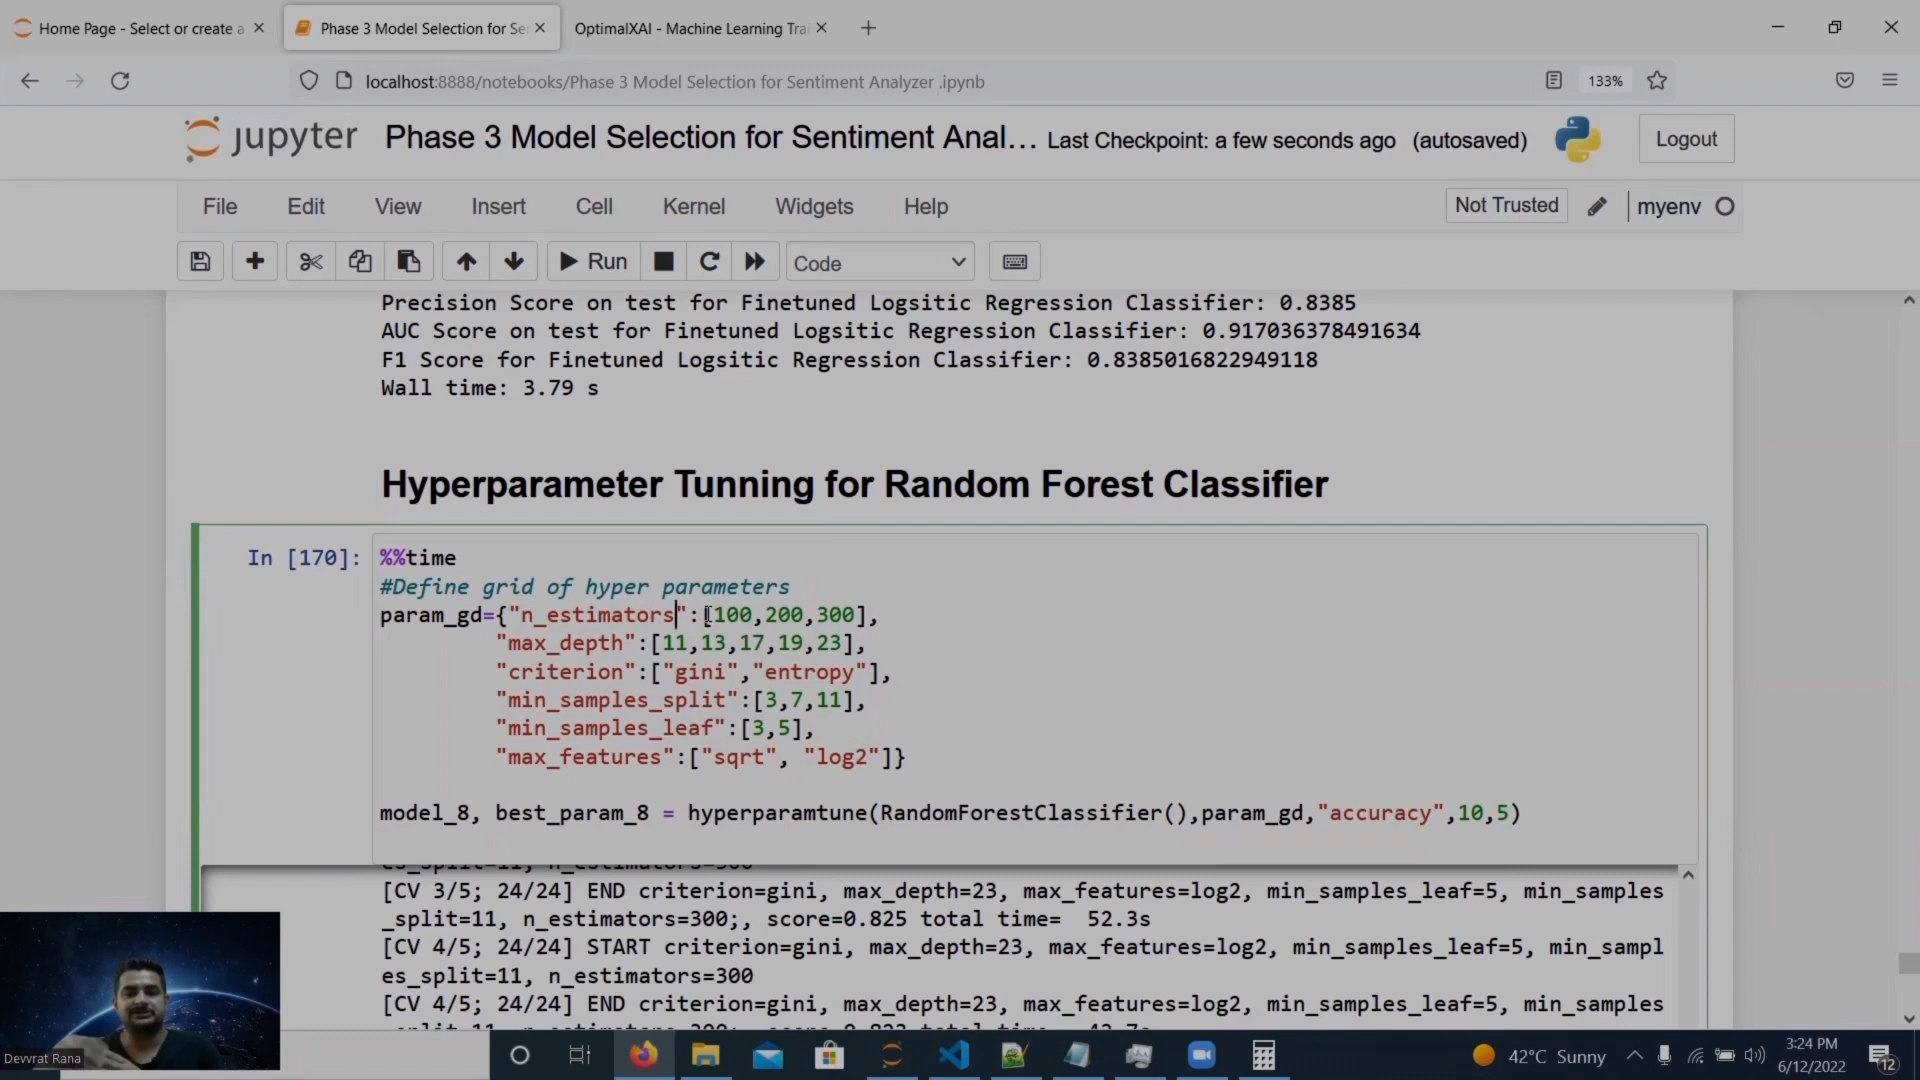 Home Page - Select or create a
Phase 3 Model Selection for Se
OptimalXAI - Machine Learning Tra
localhost:8888/notebooks/Phase 3 Model Selection for Sentiment Analyzer .ipynb
133%
jupyter Phase 3 Model Selection for Sentiment Anal... Last Checkpoint: a few seconds ago (autosaved)
Logout
File Edit View Insert Cell Kernel Widgets Help
Not Trusted
myenv
Run
Code
Precision Score on test for Finetuned Logsitic Regression Classifier: 0.8385
AUC Score on test for Finetuned Logsitic Regression Classifier: 0.917036378491634
F1 Score for Finetuned Logsitic Regression Classifier: 0.8385016822949118
Wall time: 3.79 s
Hyperparameter Tunning for Random Forest Classifier
In [170]: %%time
#Define grid of hyper parameters
param_gd={"n_estimators":[100,200,300],
"max_depth":[11,13,17,19,23],
"criterion":["gini","entropy"],
"min_samples_split":[3,7,11],
"min_samples_leaf":[3,5],
"max_features":["sqrt", "log2"]}
model_8, best_param_8 = hyperparamtune(RandomForestClassifier(),param_gd,"accuracy",10,5)
es_split=11, n_estimators=300
[CV 3/5; 24/24] END criterion=gini, max_depth=23, max_features=log2, min_samples_leaf=5, min_samples
_split=11, n_estimators=300;, score=0.825 total time=  52.3s
[CV 4/5; 24/24] START criterion=gini, max_depth=23, max_features=log2, min_samples_leaf=5, min_sampl
es_split=11, n_estimators=300
[CV 4/5; 24/24] END criterion=gini, max_depth=23, max_features=log2, min_samples_leaf=5, min_samples
Devvrat Rana
42°C Sunny
3:24 PM
6/12/2022
12